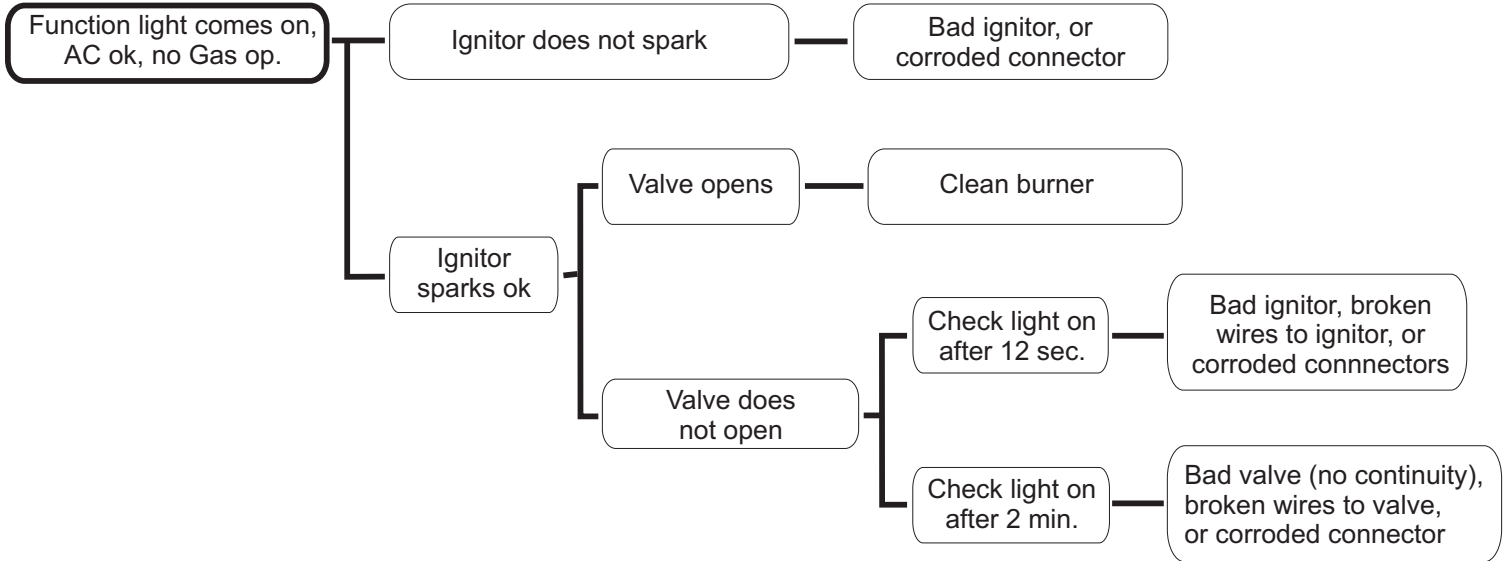 Function light comes on,
AC ok, no Gas op.
Ignitor does not spark
Bad ignitor, or
corroded connector
Ignitor
sparks ok
Valve opens
Clean burner
Valve does
not open
Check light on
after 12 sec.
Bad ignitor, broken
wires to ignitor, or
corroded connnectors
Check light on
after 2 min.
Bad valve (no continuity),
broken wires to valve,
or corroded connector